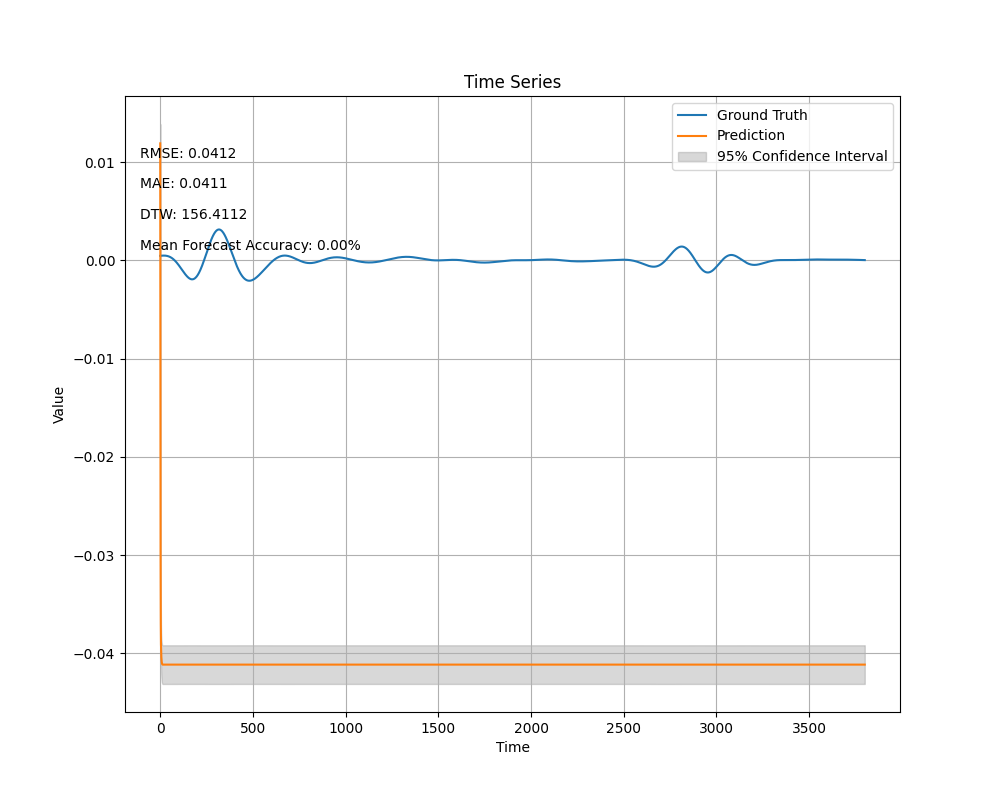 Time Series
Ground Truth
Prediction
95% Confidence Interval
RMSE: 0.0412
MAE: 0.0411
DTW: 156.4112
Mean Forecast Accuracy: 0.00%
0.01
0.00
−0.01
−0.02
−0.03
−0.04
Value
0 500 1000 1500 2000 2500 3000 3500
Time